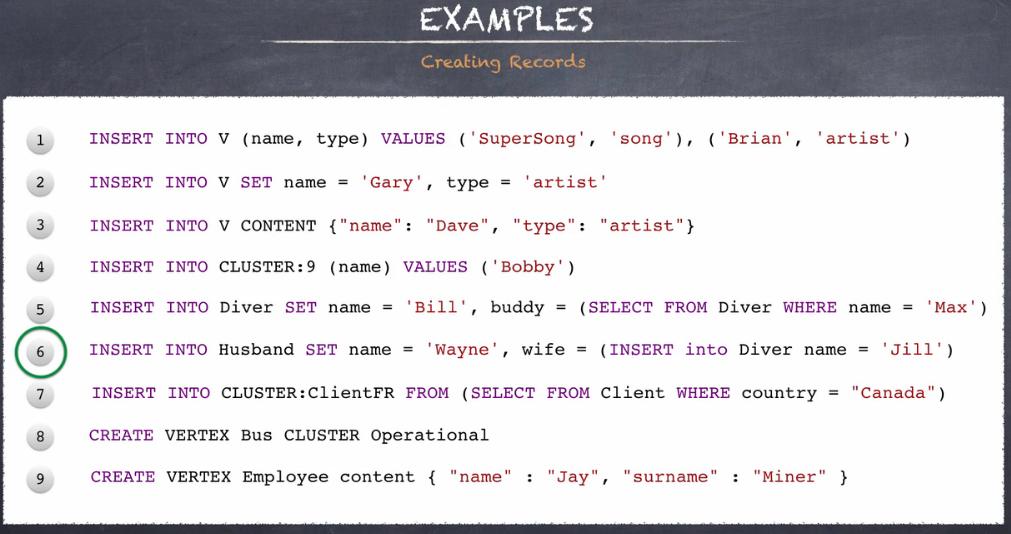 EXAMPLES
Creating Records
1 INSERT INTO V (name, type) VALUES ('SuperSong', 'song'), ('Brian', 'artist')
2 INSERT INTO V SET name = 'Gary', type = 'artist'
3 INSERT INTO V CONTENT {"name": "Dave", "type": "artist"}
4 INSERT INTO CLUSTER:9 (name) VALUES ('Bobby')
5 INSERT INTO Diver SET name = 'Bill', buddy = (SELECT FROM Diver WHERE name = 'Max')
6 INSERT INTO Husband SET name = 'Wayne', wife = (INSERT into Diver name = 'Jill')
7 INSERT INTO CLUSTER:ClientFR FROM (SELECT FROM Client WHERE country = "Canada")
8 CREATE VERTEX Bus CLUSTER Operational
9 CREATE VERTEX Employee content { "name" : "Jay", "surname" : "Miner" }